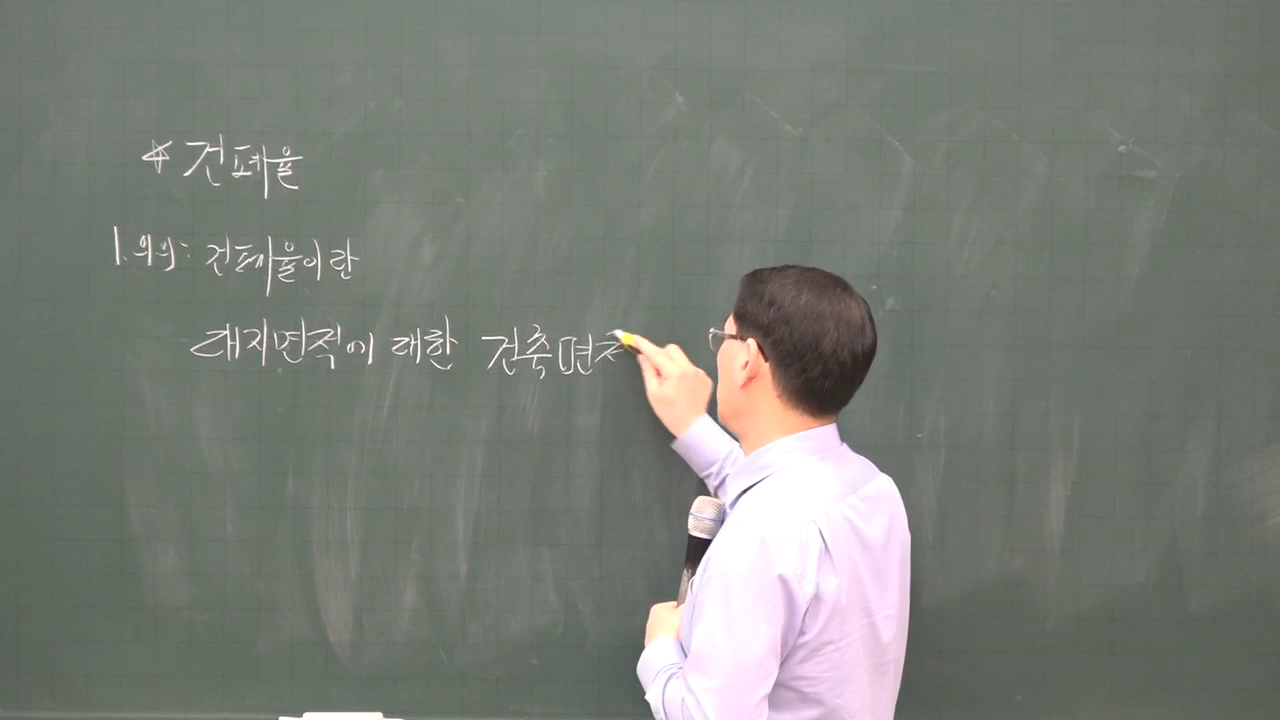 * 건폐율
1. 의의: 건폐율이란
대지면적에 대한 건축면